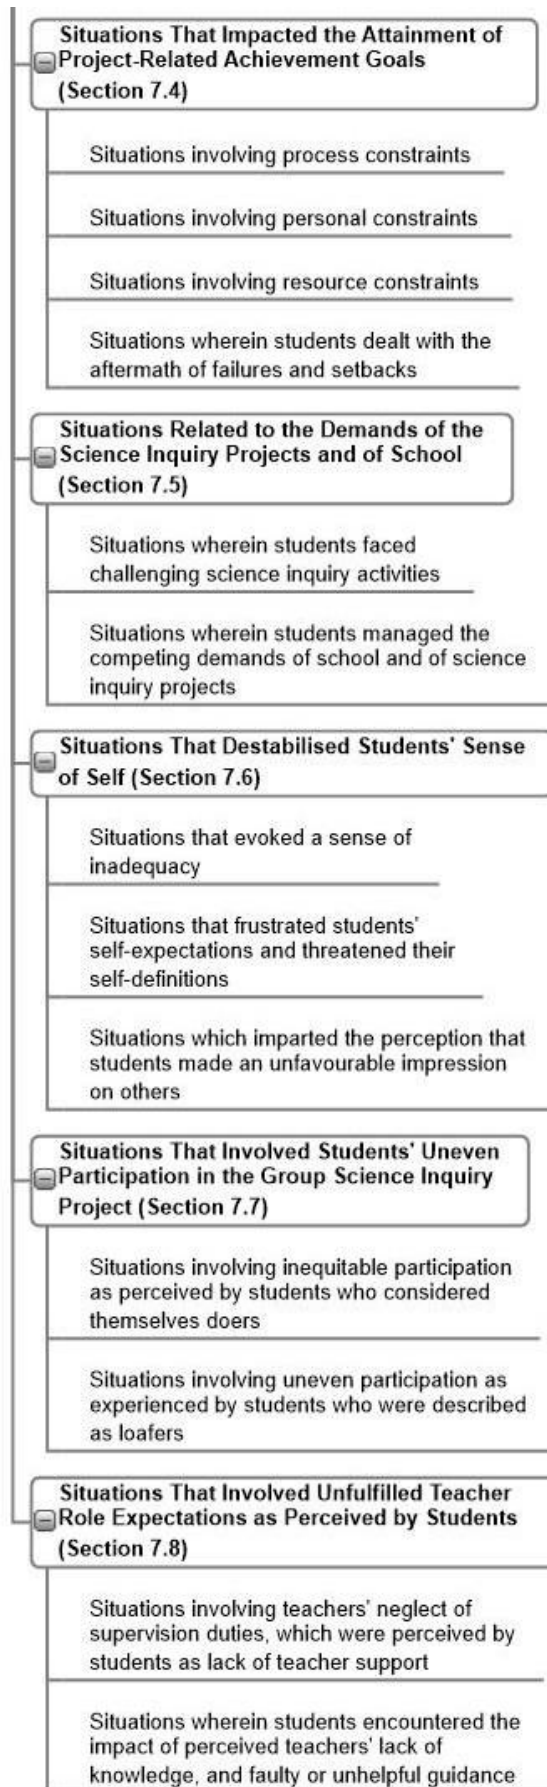 Situations That Impacted the Attainment of
Project-Related Achievement Goals
(Section 7.4)
Situations involving process constraints
Situations involving personal constraints
Situations involving resource constraints
Situations wherein students dealt with the
aftermath of failures and setbacks
Situations Related to the Demands of the
Science Inquiry Projects and of School
(Section 7.5)
Situations wherein students faced
challenging science inquiry activities
Situations wherein students managed the
competing demands of school and of science
inquiry projects
Situations That Destabilised Students' Sense
of Self (Section 7.6)
Situations that evoked a sense of
inadequacy
Situations that frustrated students'
self-expectations and threatened their
self-definitions
Situations which imparted the perception that
students made an unfavourable impression
on others
Situations That Involved Students' Uneven
Participation in the Group Science Inquiry
Project (Section 7.7)
Situations involving inequitable participation
as perceived by students who considered
themselves doers
Situations involving uneven participation as
experienced by students who were described
as loafers
Situations That Involved Unfulfilled Teacher
Role Expectations as Perceived by Students
(Section 7.8)
Situations involving teachers' neglect of
supervision duties, which were perceived by
students as lack of teacher support
Situations wherein students encountered the
impact of perceived teachers' lack of
knowledge, and faulty or unhelpful guidance